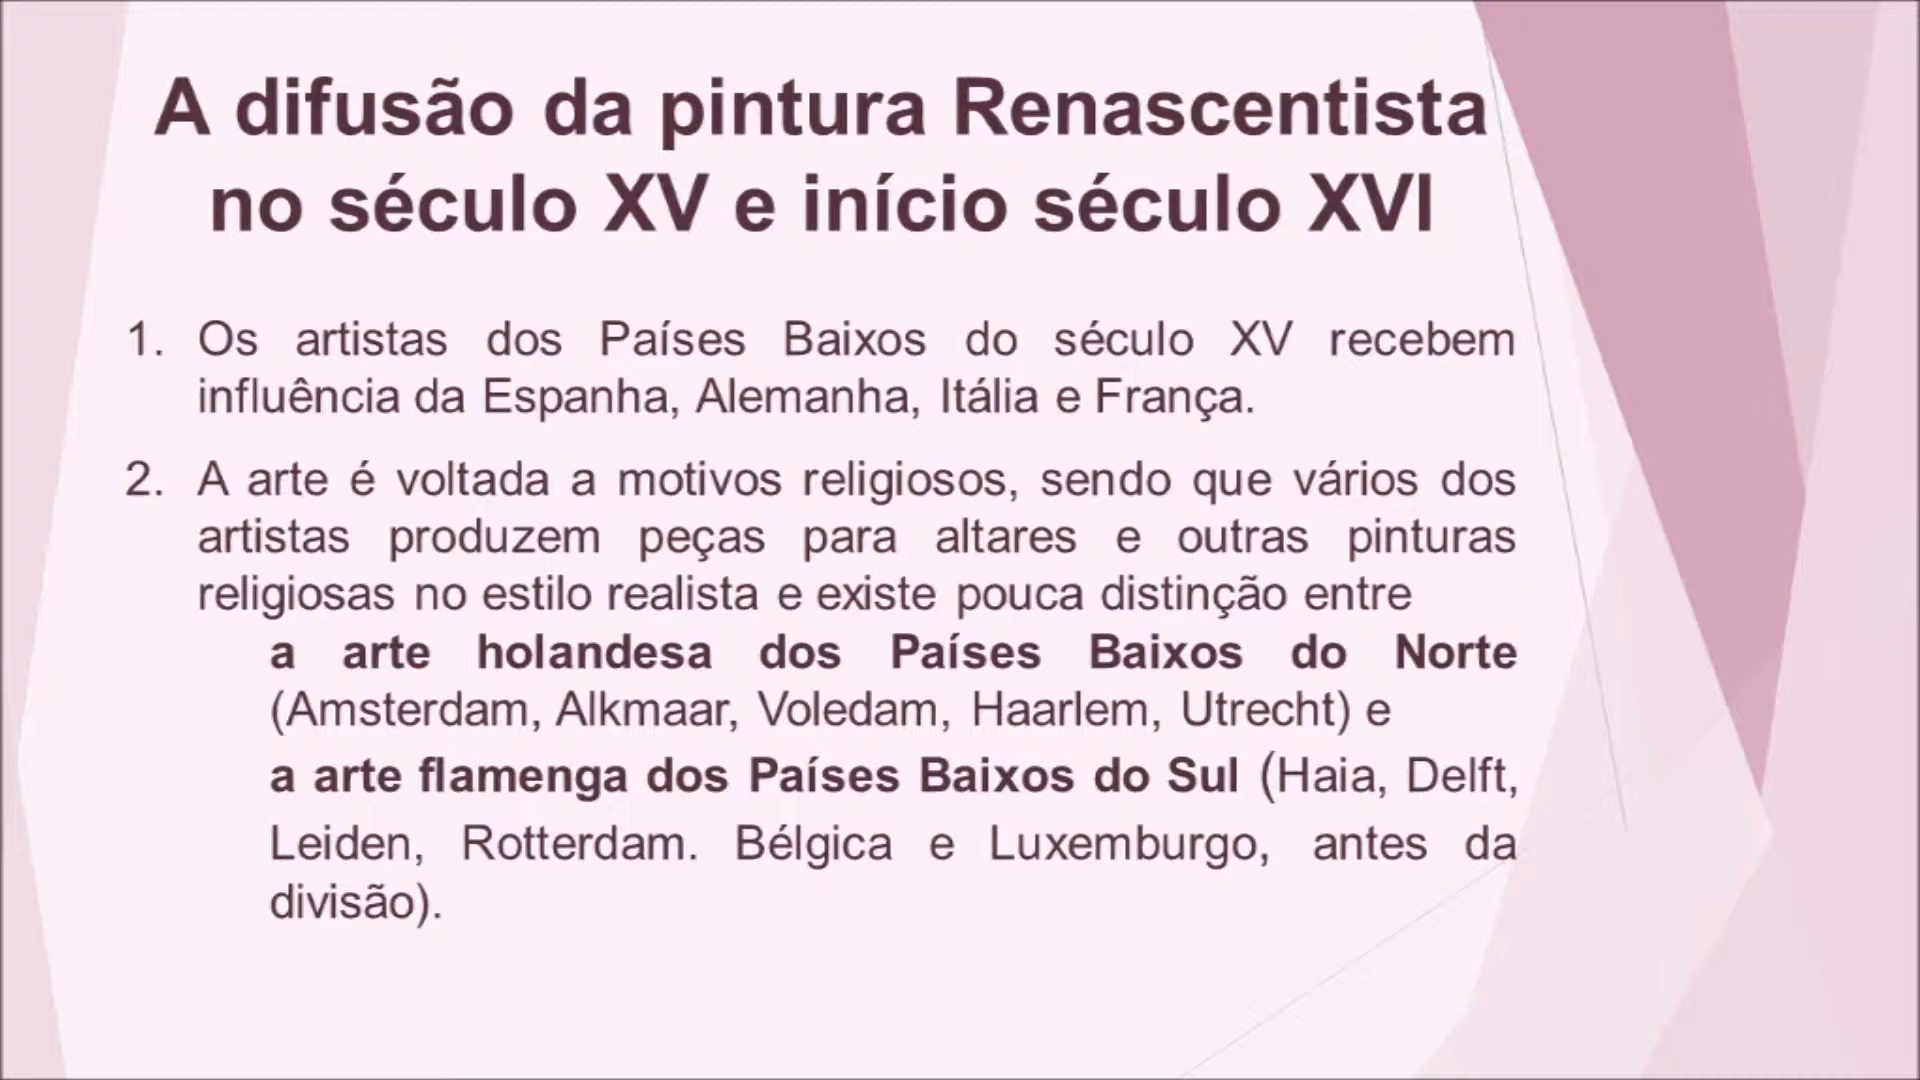 A difusão da pintura Renascentista
no século XV e início século XVI
1. Os artistas dos Países Baixos do século XV recebem
influência da Espanha, Alemanha, Itália e França.
2. A arte é voltada a motivos religiosos, sendo que vários dos
artistas produzem peças para altares e outras pinturas
religiosas no estilo realista e existe pouca distinção entre
a arte holandesa dos Países Baixos do Norte
(Amsterdam, Alkmaar, Voledam, Haarlem, Utrecht) e
a arte flamenga dos Países Baixos do Sul (Haia, Delft,
Leiden, Rotterdam. Bélgica e Luxemburgo, antes da
divisão).